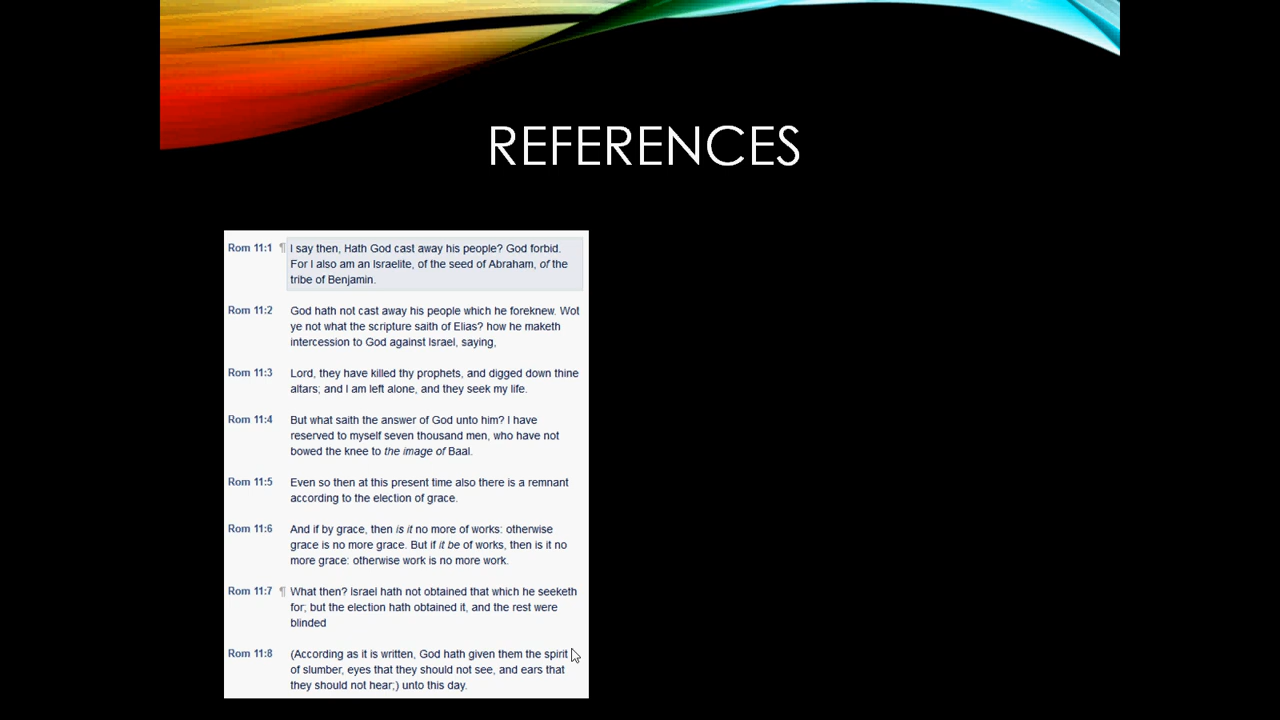 REFERENCES
Rom 11:1 ¶ I say then, Hath God cast away his people? God forbid.
For I also am an Israelite, of the seed of Abraham, of the
tribe of Benjamin.
Rom 11:2 God hath not cast away his people which he foreknew. Wot
ye not what the scripture saith of Elias? how he maketh
intercession to God against Israel, saying,
Rom 11:3 Lord, they have killed thy prophets, and digged down thine
altars; and I am left alone, and they seek my life.
Rom 11:4 But what saith the answer of God unto him? I have
reserved to myself seven thousand men, who have not
bowed the knee to the image of Baal.
Rom 11:5 Even so then at this present time also there is a remnant
according to the election of grace.
Rom 11:6 And if by grace, then is it no more of works: otherwise
grace is no more grace. But if it be of works, then is it no
more grace: otherwise work is no more work.
Rom 11:7 ¶ What then? Israel hath not obtained that which he seeketh
for; but the election hath obtained it, and the rest were
blinded
Rom 11:8 (According as it is written, God hath given them the spirit
of slumber, eyes that they should not see, and ears that
they should not hear;) unto this day.